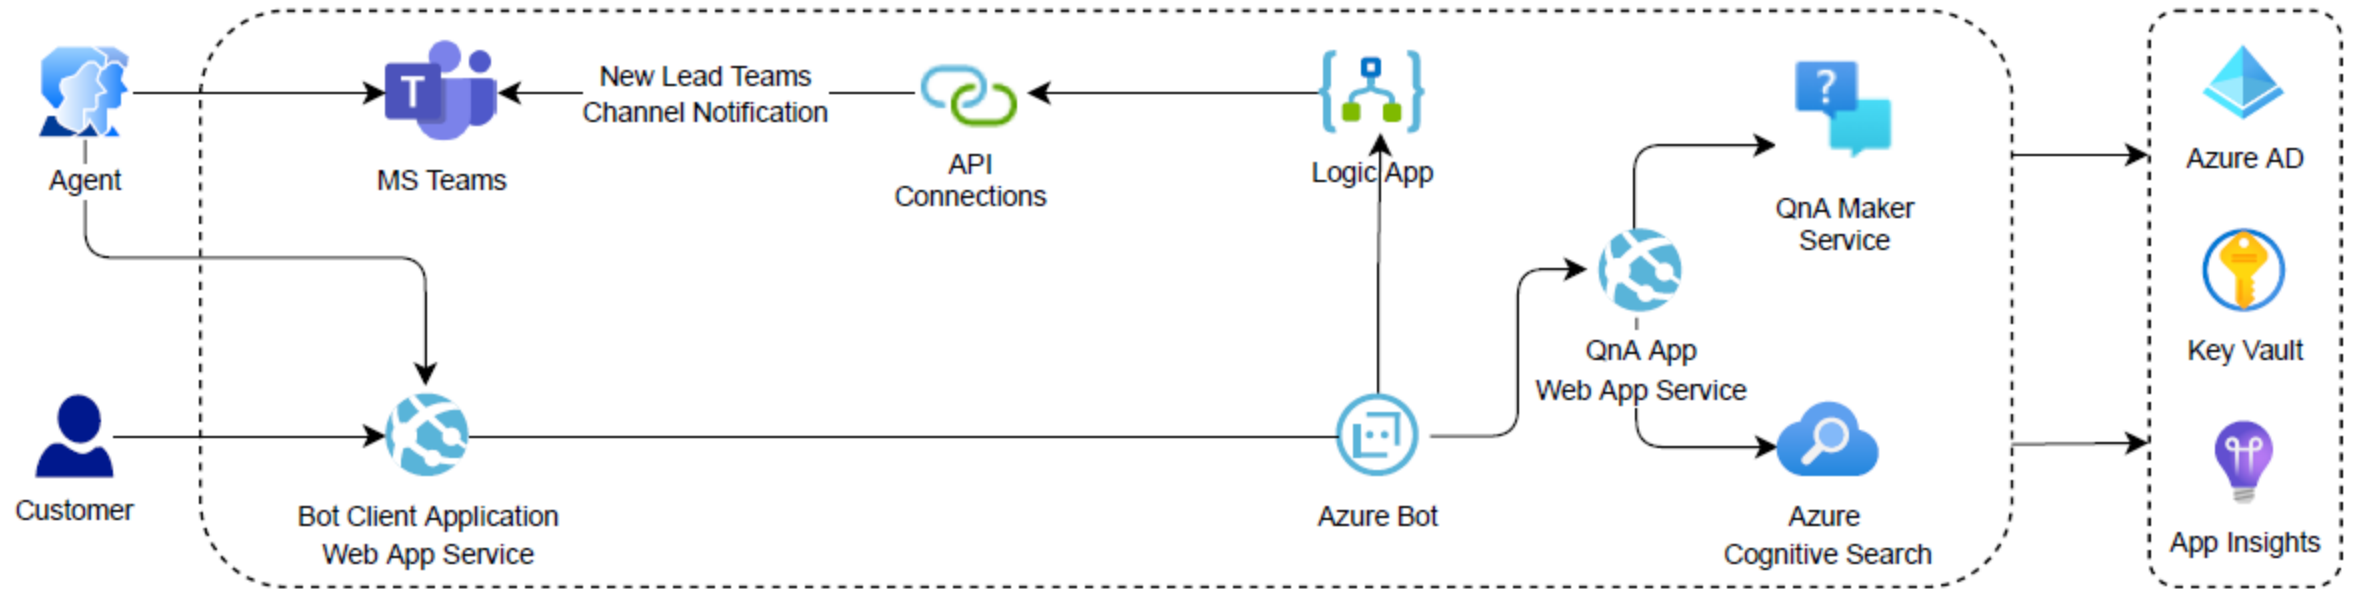 Agent
T
MS Teams
New Lead Teams
Channel Notification
API
Connections
Logic App
?
QnA Maker
Service
Azure AD
QnA App
Web App Service
Key Vault
Customer
Bot Client Application
Web App Service
Azure Bot
Azure
Cognitive Search
App Insights